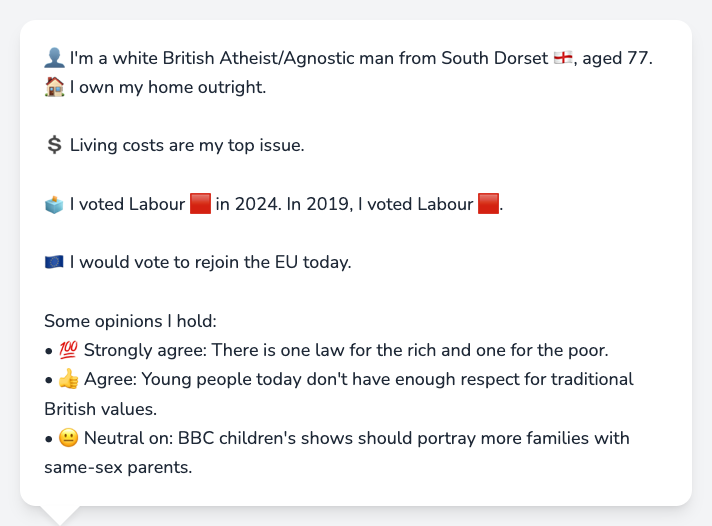 👤 I'm a white British Atheist/Agnostic man from South Dorset 🏴󠁧󠁢󠁥󠁮󠁧󠁿, aged 77.
🏠 I own my home outright.
💲 Living costs are my top issue.
🗳️ I voted Labour 🟥 in 2024. In 2019, I voted Labour 🟥.
🇪🇺 I would vote to rejoin the EU today.
Some opinions I hold:
• 💯 Strongly agree: There is one law for the rich and one for the poor.
• 👍 Agree: Young people today don't have enough respect for traditional
British values.
• 😐 Neutral on: BBC children's shows should portray more families with
same-sex parents.